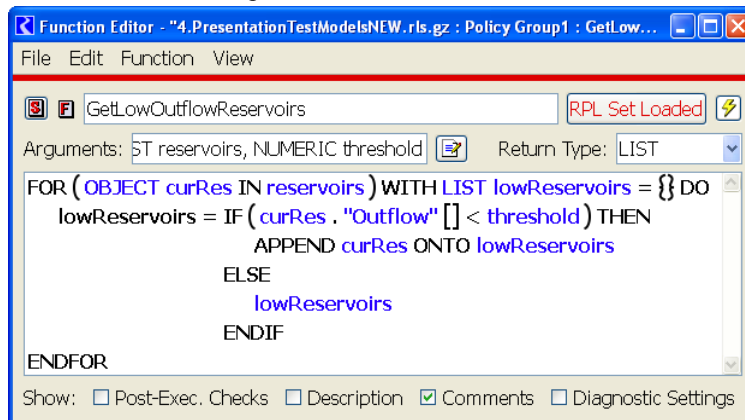 Function Editor - "4.PresentationTestModelsNEW.rls.gz : Policy Group1 : GetLow...
File Edit Function View
S F GetLowOutflowReservoirs RPL Set Loaded
Arguments: ST reservoirs, NUMERIC threshold Return Type: LIST
FOR ( OBJECT curRes IN reservoirs ) WITH LIST lowReservoirs = {} DO
lowReservoirs = IF ( curRes . "Outflow" [] < threshold ) THEN
APPEND curRes ONTO lowReservoirs
ELSE
lowReservoirs
ENDIF
ENDFOR
Show: Post-Exec. Checks Description Comments Diagnostic Settings